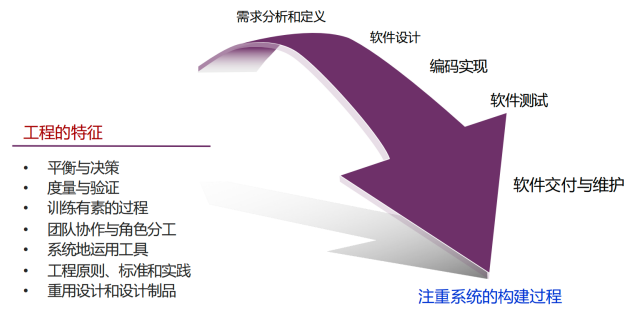 需求分析和定义
软件设计
编码实现
软件测试
软件交付与维护
工程的特征
• 平衡与决策
• 度量与验证
• 训练有素的过程
• 团队协作与角色分工
• 系统地运用工具
• 工程原则、标准和实践
• 重用设计和设计制品
注重系统的构建过程